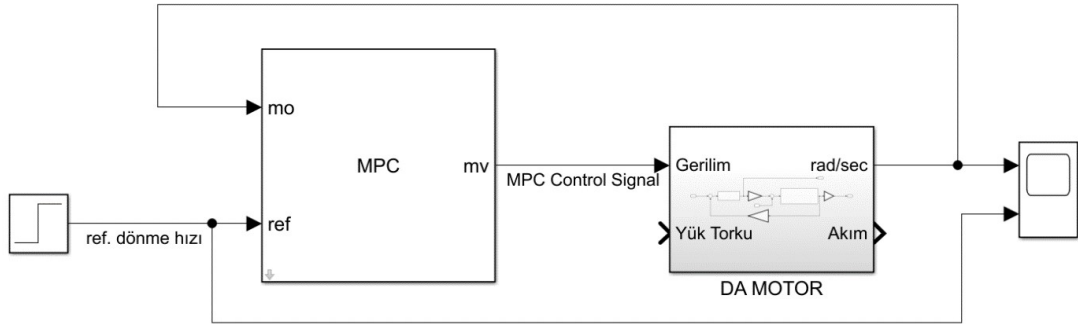 mo
MPC
mv
ref
ref. dönme hızı
MPC Control Signal
Gerilim
rad/sec
Yük Torku
Akım
DA MOTOR